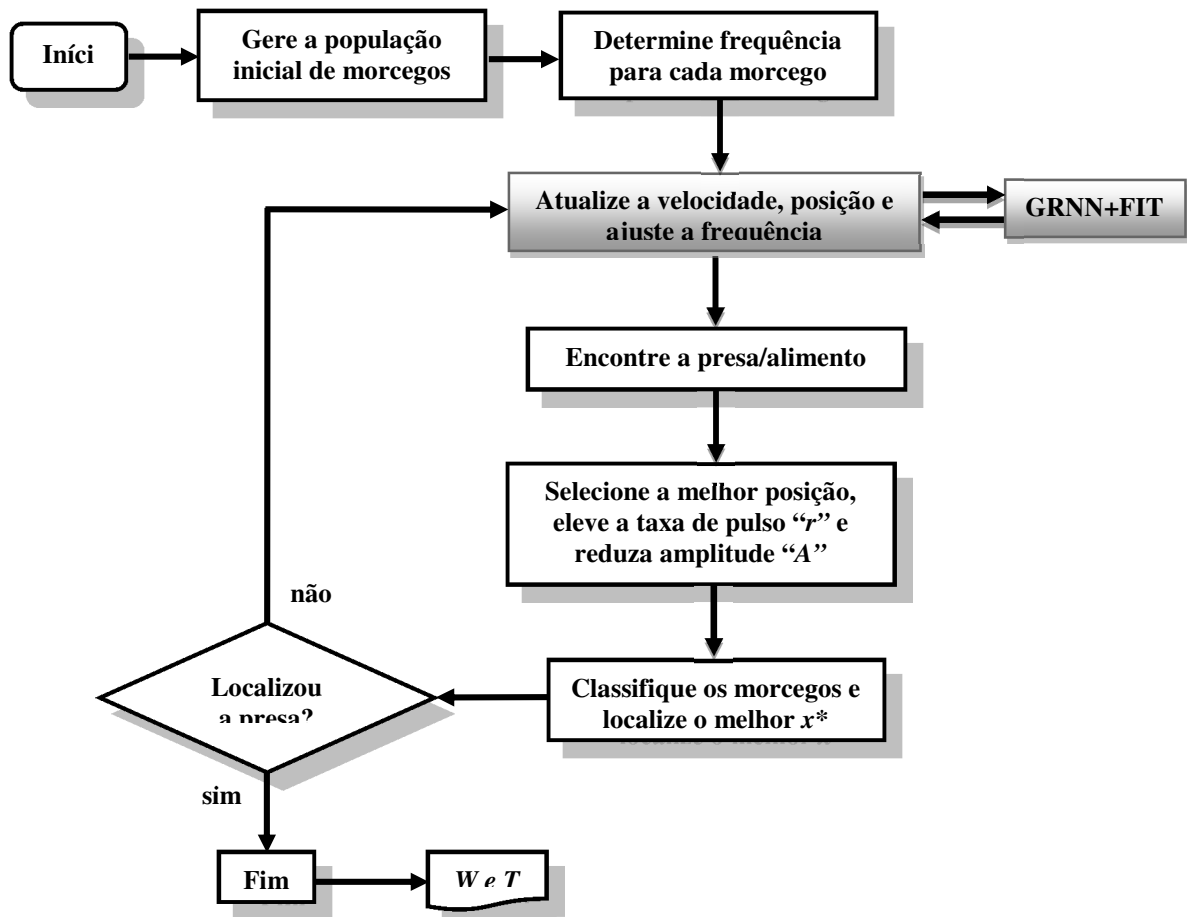 Iníci
Gere a população
inicial de morcegos
Determine frequência
para cada morcego
Atualize a velocidade, posição e
ajuste a frequência
GRNN+FIT
Encontre a presa/alimento
Selecione a melhor posição,
eleve a taxa de pulso “r” e
reduza amplitude “A”
não
Localizou
a presa?
Classifique os morcegos e
localize o melhor x*
sim
Fim
W e T